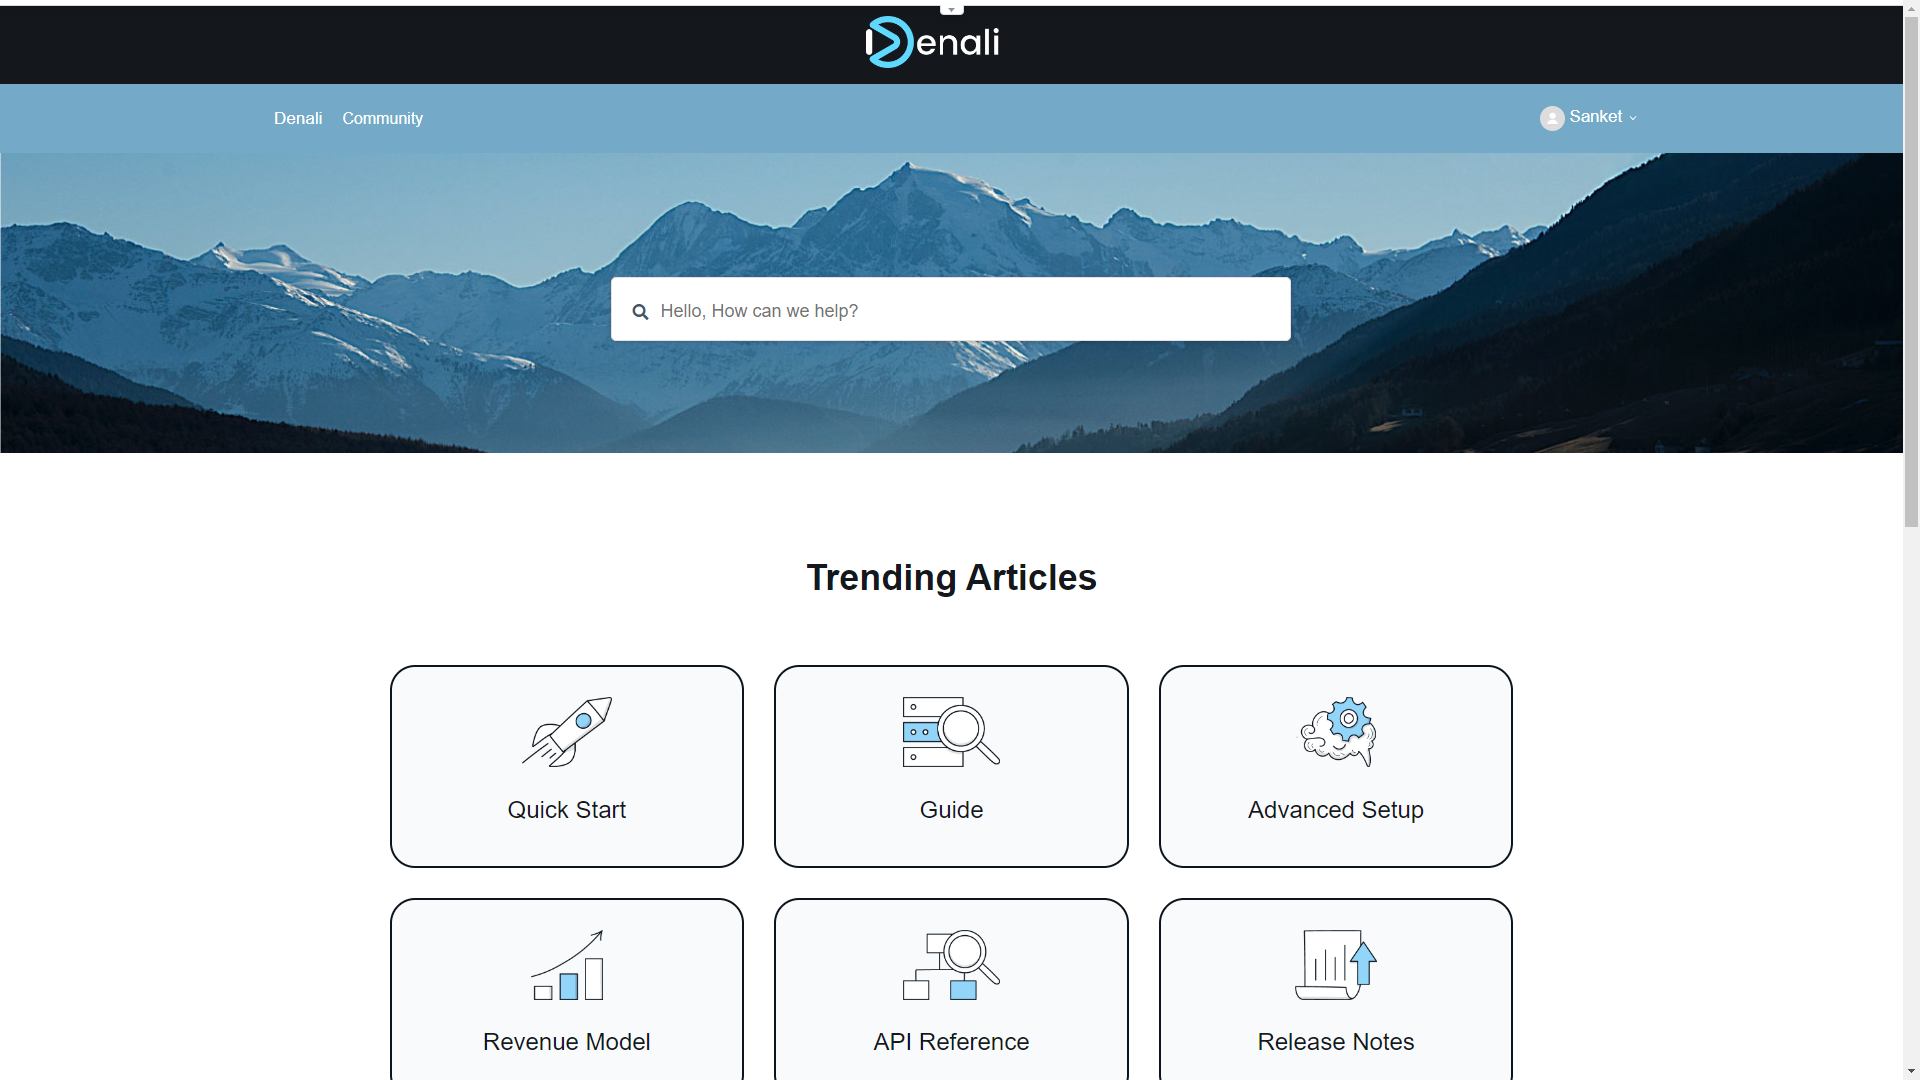 Denali
Denali Community Sanket
Hello, How can we help?
Trending Articles
Quick Start Guide Advanced Setup
Revenue Model API Reference Release Notes